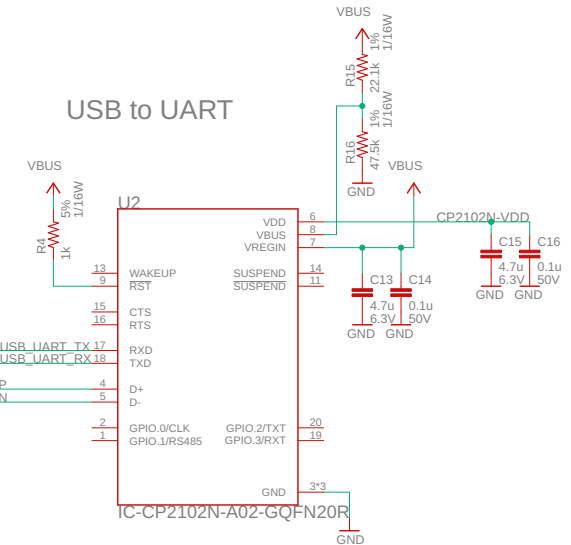 VBUS
R15
22.1k
1%
1/16W
USB to UART
R16
47.5k
1%
1/16W
GND
VBUS
VBUS
R4
1k
5%
1/16W
U2
VDD 6
CP2102N-VDD
VBUS 8
VREGIN 7
C15
4.7u
6.3V
GND
C16
0.1u
50V
GND
13 WAKEUP
SUSPEND 14
9 RST
SUSPEND 11
C13
4.7u
6.3V
GND
C14
0.1u
50V
GND
15 CTS
16 RTS
USB_UART_TX 17 RXD
USB_UART_RX 18 TXD
P 4 D+
N 5 D-
2 GPIO.0/CLK
GPIO.2/TXT 20
1 GPIO.1/RS485
GPIO.3/RXT 19
GND 3*3
IC-CP2102N-A02-GQFN20R
GND